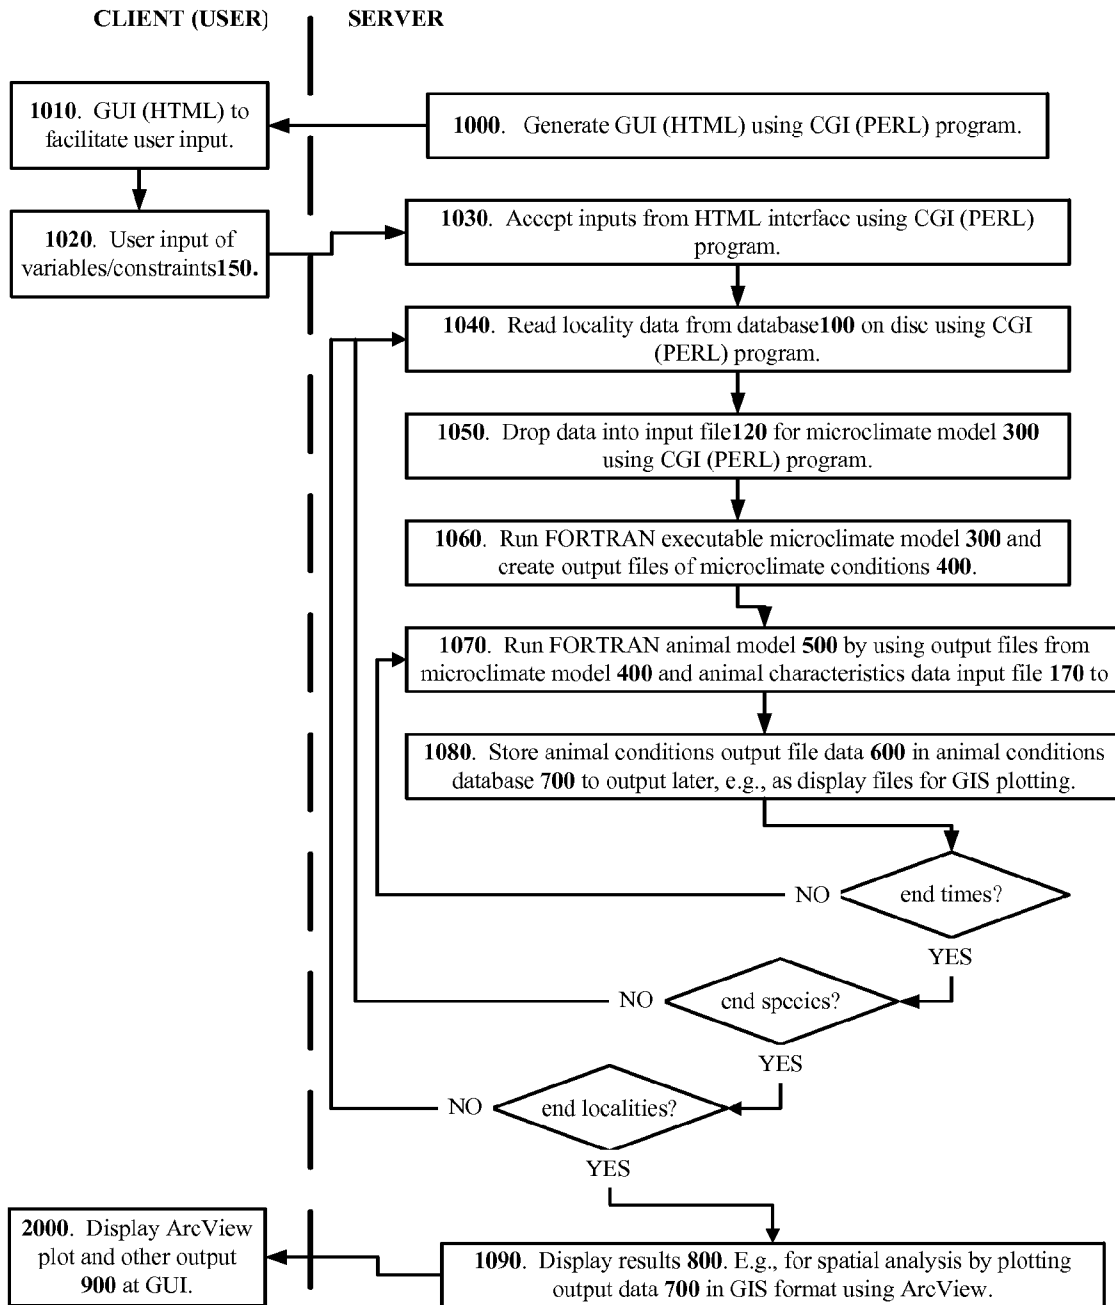 CLIENT (USER)
SERVER
1010. GUI (HTML) to
facilitate user input.
1000. Generate GUI (HTML) using CGI (PERL) program.
1020. User input of
variables/constraints150.
1030. Accept inputs from HTML interface using CGI (PERL)
program.
1040. Read locality data from database100 on disc using CGI
(PERL) program.
1050. Drop data into input file120 for microclimate model 300
using CGI (PERL) program.
1060. Run FORTRAN executable microclimate model 300 and
create output files of microclimate conditions 400.
1070. Run FORTRAN animal model 500 by using output files from
microclimate model 400 and animal characteristics data input file 170 to
1080. Store animal conditions output file data 600 in animal conditions
database 700 to output later, e.g., as display files for GIS plotting.
NO
end times?
YES
NO
end species?
YES
NO
end localities?
YES
2000. Display ArcView
plot and other output
900 at GUI.
1090. Display results 800. E.g., for spatial analysis by plotting
output data 700 in GIS format using ArcView.